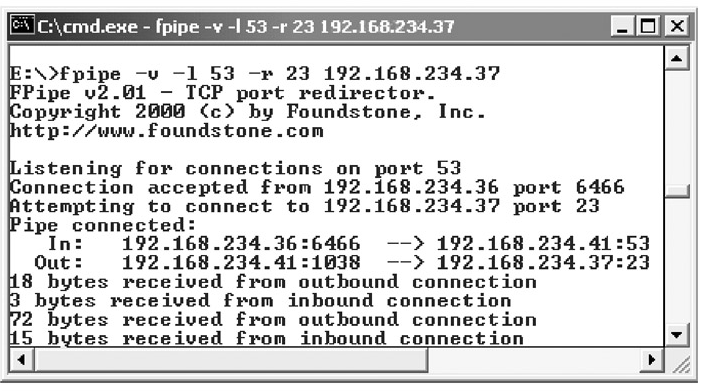 C:\cmd.exe - fpipe -v -l 53 -r 23 192.168.234.37
E:\>fpipe -v -l 53 -r 23 192.168.234.37
FPipe v2.01 - TCP port redirector.
Copyright 2000 (c) by Foundstone, Inc.
http://www.foundstone.com
Listening for connections on port 53
Connection accepted from 192.168.234.36 port 6466
Attempting to connect to 192.168.234.37 port 23
Pipe connected:
In: 192.168.234.36:6466 --> 192.168.234.41:53
Out: 192.168.234.41:1038 --> 192.168.234.37:23
18 bytes received from outbound connection
3 bytes received from inbound connection
72 bytes received from outbound connection
15 bytes received from inbound connection